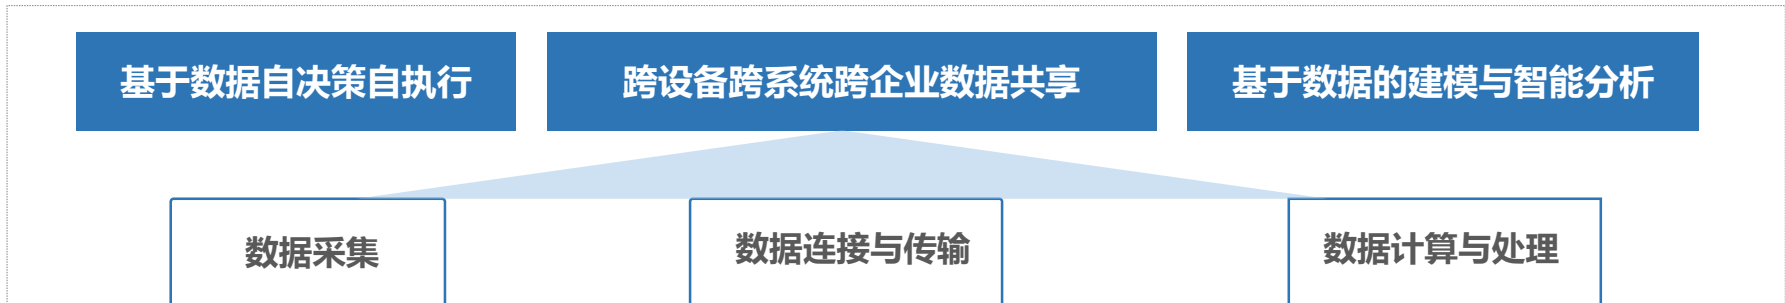 基于数据自决策自执行
跨设备跨系统跨企业数据共享
基于数据的建模与智能分析
数据采集
数据连接与传输
数据计算与处理